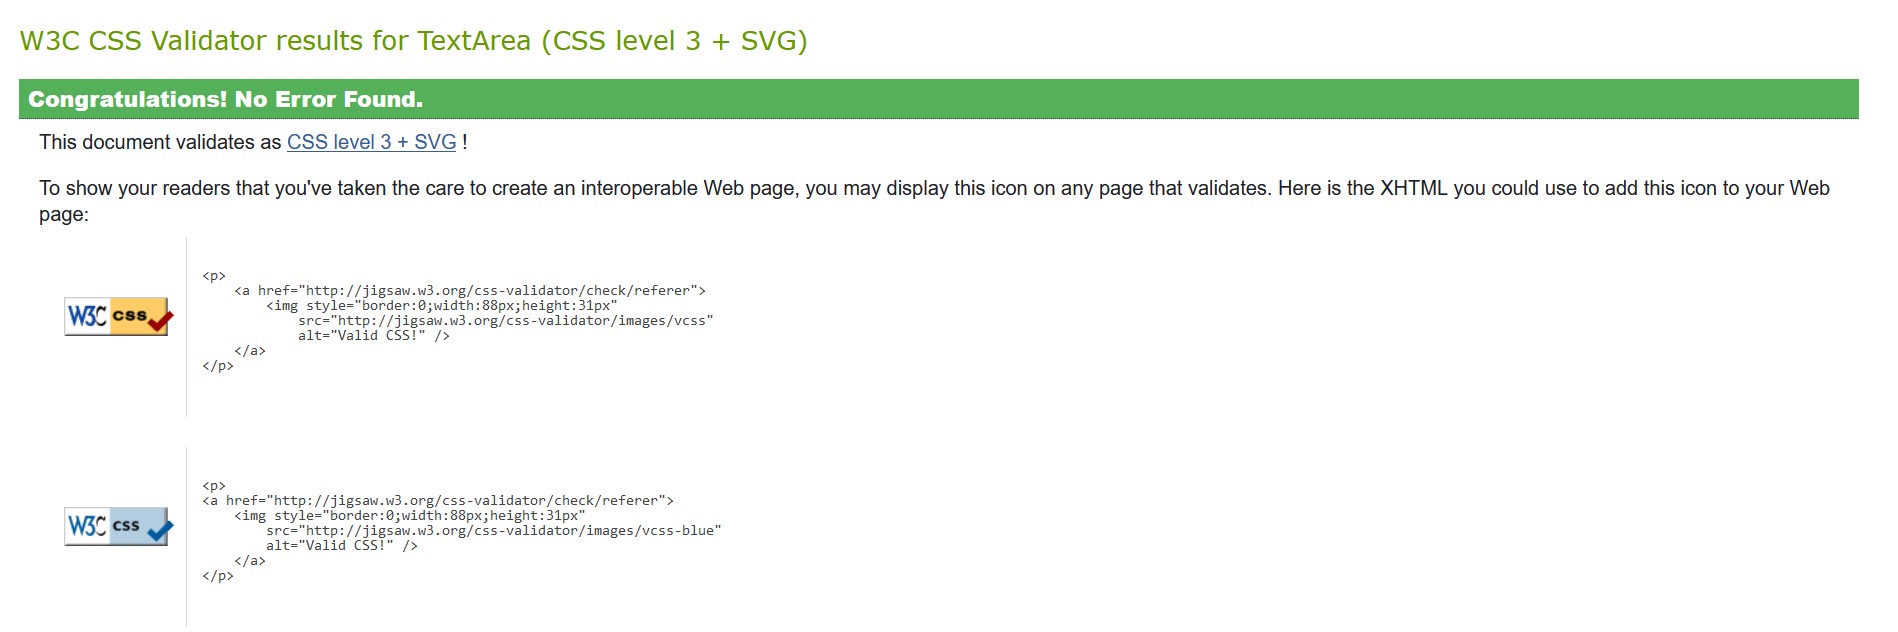 W3C CSS Validator results for TextArea (CSS level 3 + SVG)
Congratulations! No Error Found.
This document validates as CSS level 3 + SVG !
To show your readers that you've taken the care to create an interoperable Web page, you may display this icon on any page that validates. Here is the XHTML you could use to add this icon to your Web
page:
W3C css
<p>
<a href="http://jigsaw.w3.org/css-validator/check/referer">
<img style="border:0;width:88px;height:31px"
src="http://jigsaw.w3.org/css-validator/images/vcss"
alt="Valid CSS!" />
</a>
</p>
W3C css
<p>
<a href="http://jigsaw.w3.org/css-validator/check/referer">
<img style="border:0;width:88px;height:31px"
src="http://jigsaw.w3.org/css-validator/images/vcss-blue"
alt="Valid CSS!" />
</a>
</p>